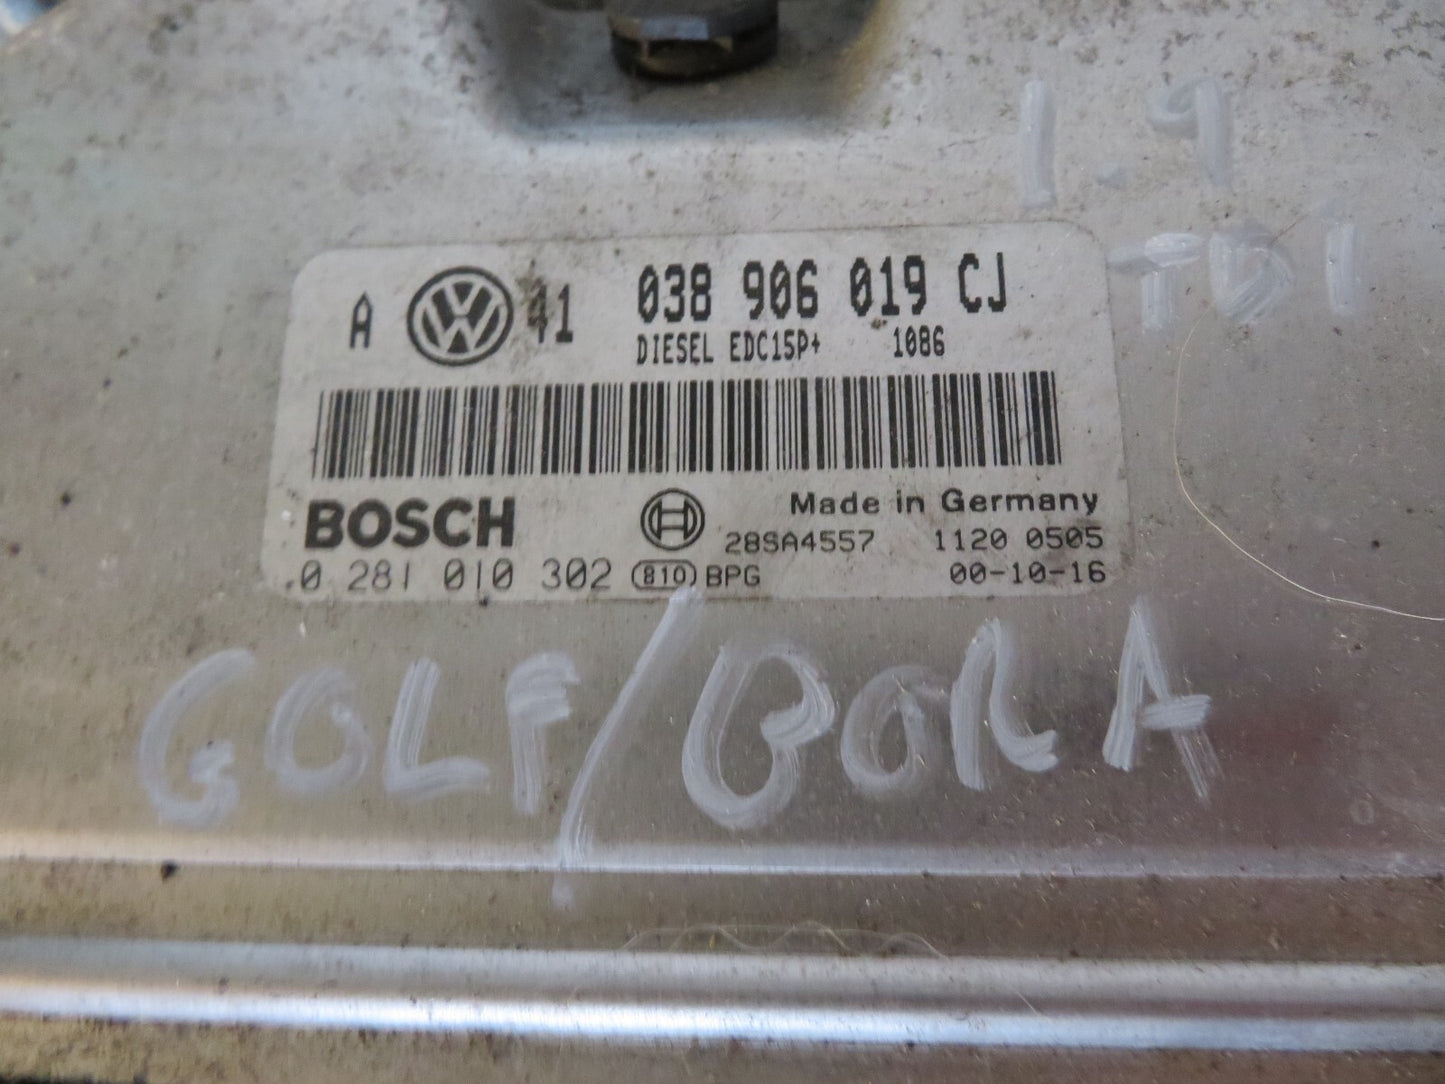 1.9
TDI
A VW 41 038 906 019 CJ
DIESEL EDC15P+ 1086
BOSCH Made in Germany
28SA4557 1120 0505
0 281 010 302 810 BPG 00-10-16
GOLF/BORA